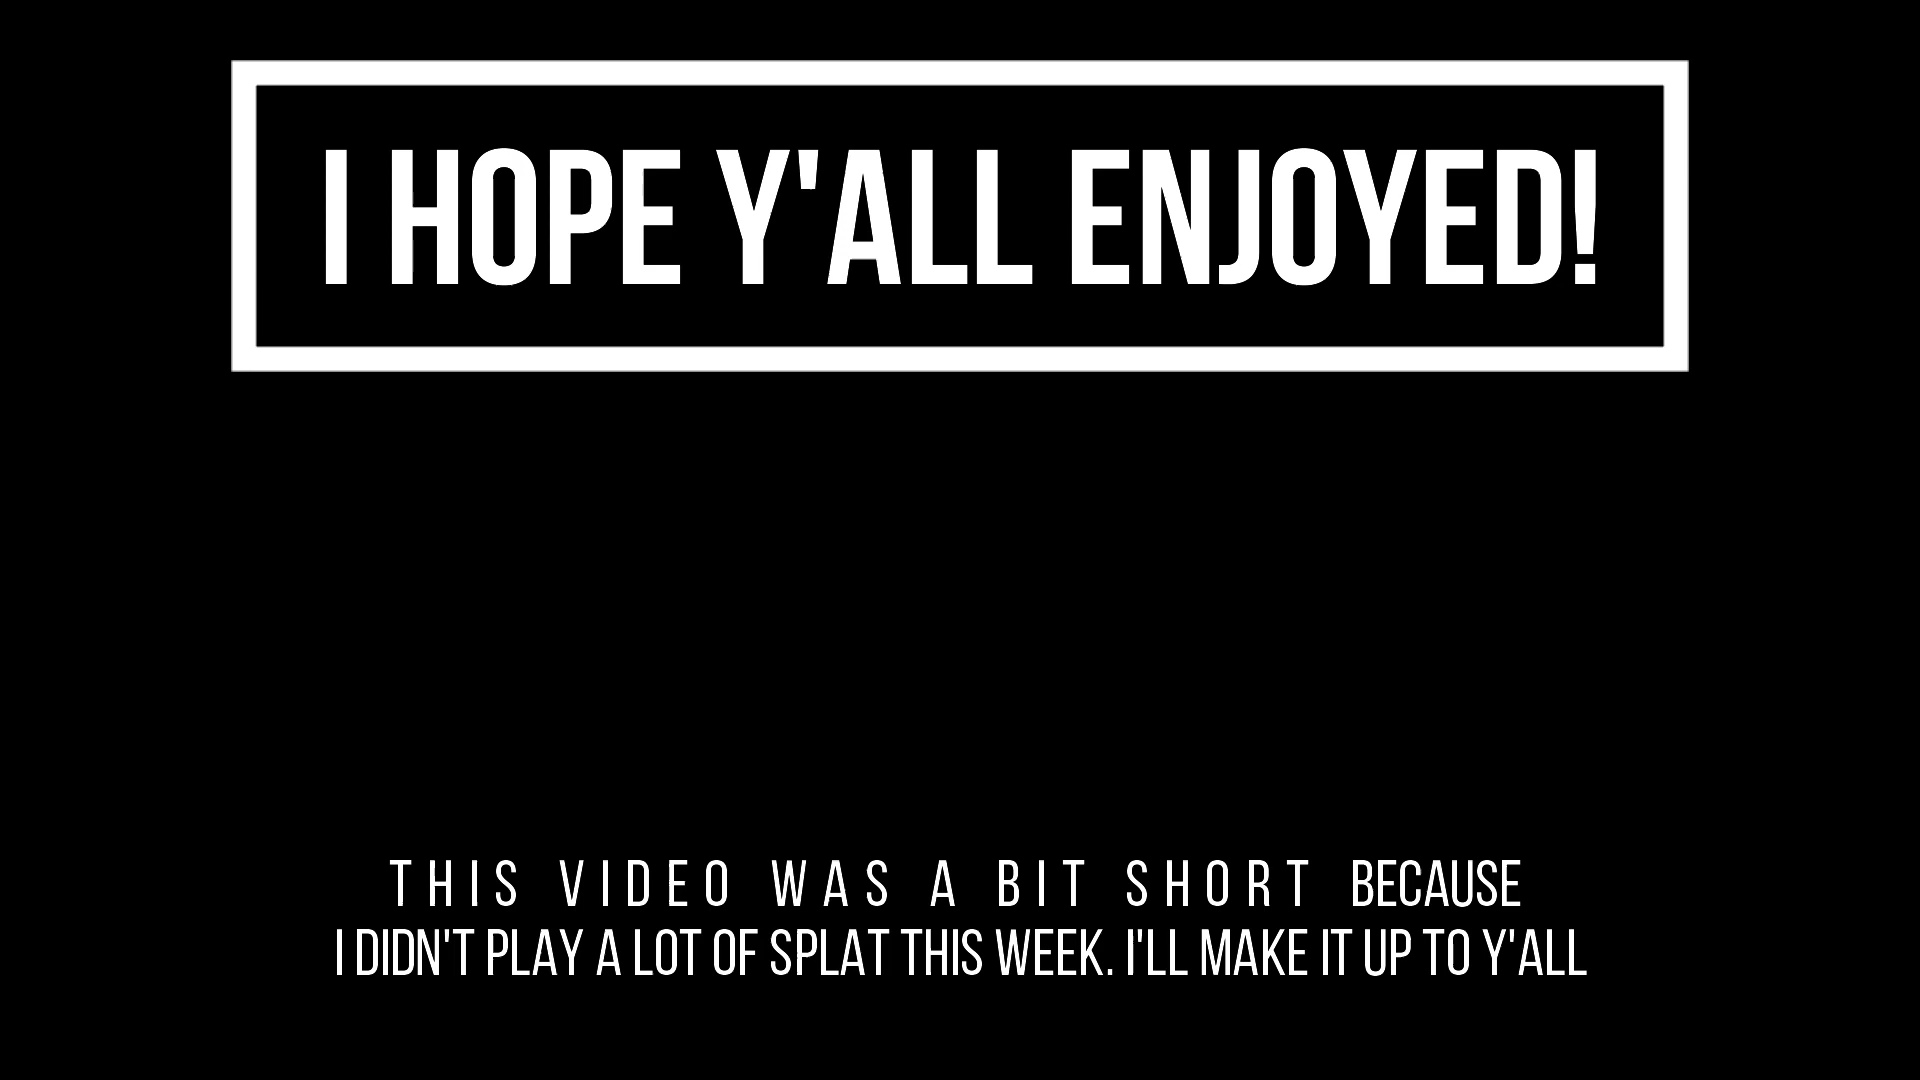 I HOPE Y'ALL ENJOYED!
THIS VIDEO WAS A BIT SHORT BECAUSE
I DIDN'T PLAY A LOT OF SPLAT THIS WEEK. I'LL MAKE IT UP TO Y'ALL